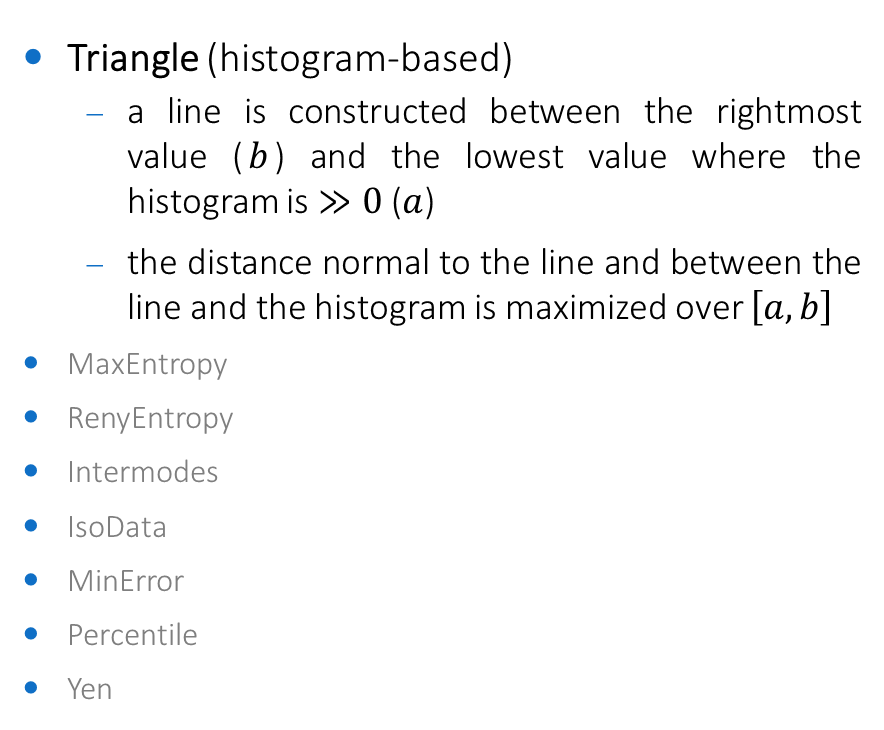 • Triangle (histogram-based)
– a line is constructed between the rightmost
value (b) and the lowest value where the
histogram is ≫ 0 (a)
– the distance normal to the line and between the
line and the histogram is maximized over [a, b]
• MaxEntropy
• RenyEntropy
• Intermodes
• IsoData
• MinError
• Percentile
• Yen